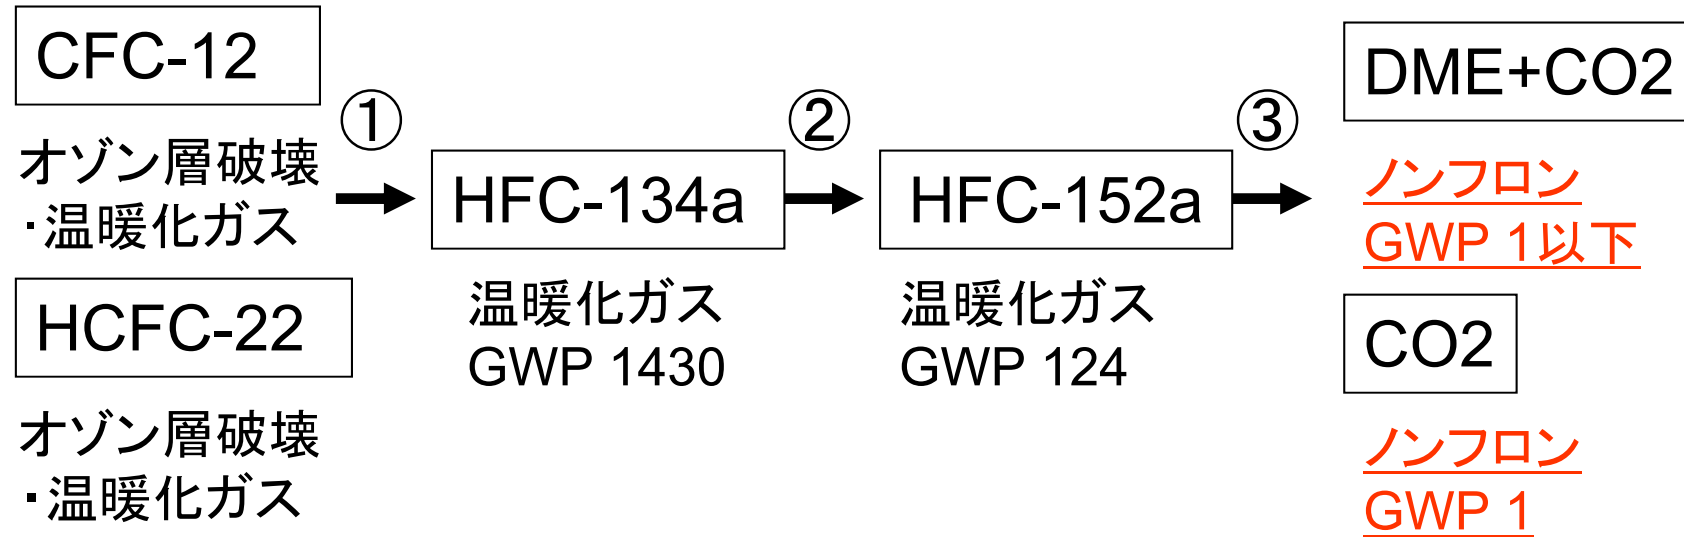 CFC-12
オゾン層破壊
・温暖化ガス
HCFC-22
オゾン層破壊
・温暖化ガス
①
HFC-134a
温暖化ガス
GWP 1430
②
HFC-152a
温暖化ガス
GWP 124
③
DME+CO2
ノンフロン
GWP 1以下
CO2
ノンフロン
GWP 1